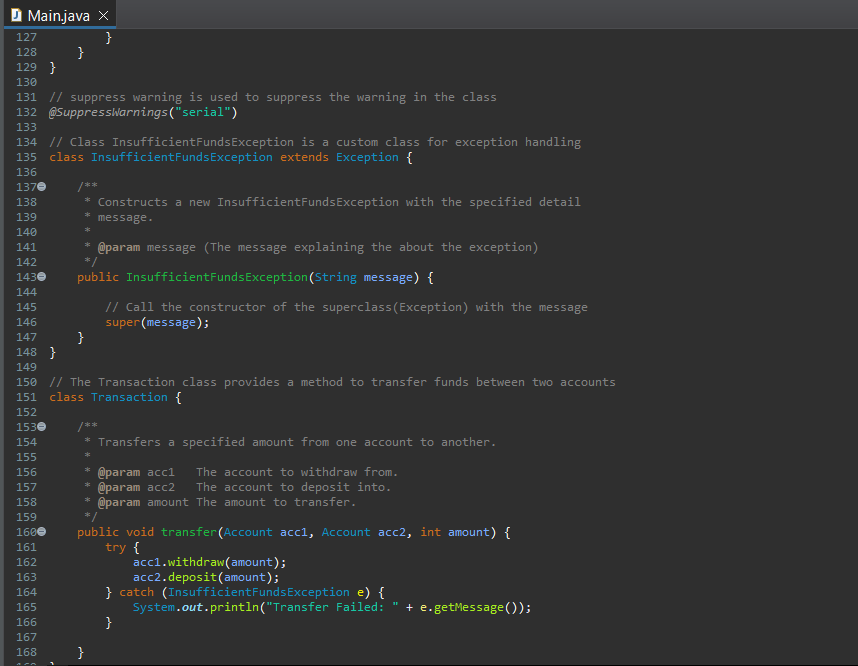 Main.java
127 }
128 }
129 }
130
131 // suppress warning is used to suppress the warning in the class
132 @SuppressWarnings("serial")
133
134 // Class InsufficientFundsException is a custom class for exception handling
135 class InsufficientFundsException extends Exception {
136
137 /**
138 * Constructs a new InsufficientFundsException with the specified detail
139 * message.
140 *
141 * @param message (The message explaining the about the exception)
142 */
143 public InsufficientFundsException(String message) {
144
145 // Call the constructor of the superclass(Exception) with the message
146 super(message);
147 }
148 }
149
150 // The Transaction class provides a method to transfer funds between two accounts
151 class Transaction {
152
153 /**
154 * Transfers a specified amount from one account to another.
155 *
156 * @param acc1   The account to withdraw from.
157 * @param acc2   The account to deposit into.
158 * @param amount The amount to transfer.
159 */
160 public void transfer(Account acc1, Account acc2, int amount) {
161 try {
162 acc1.withdraw(amount);
163 acc2.deposit(amount);
164 } catch (InsufficientFundsException e) {
165 System.out.println("Transfer Failed: " + e.getMessage());
166 }
167
168 }